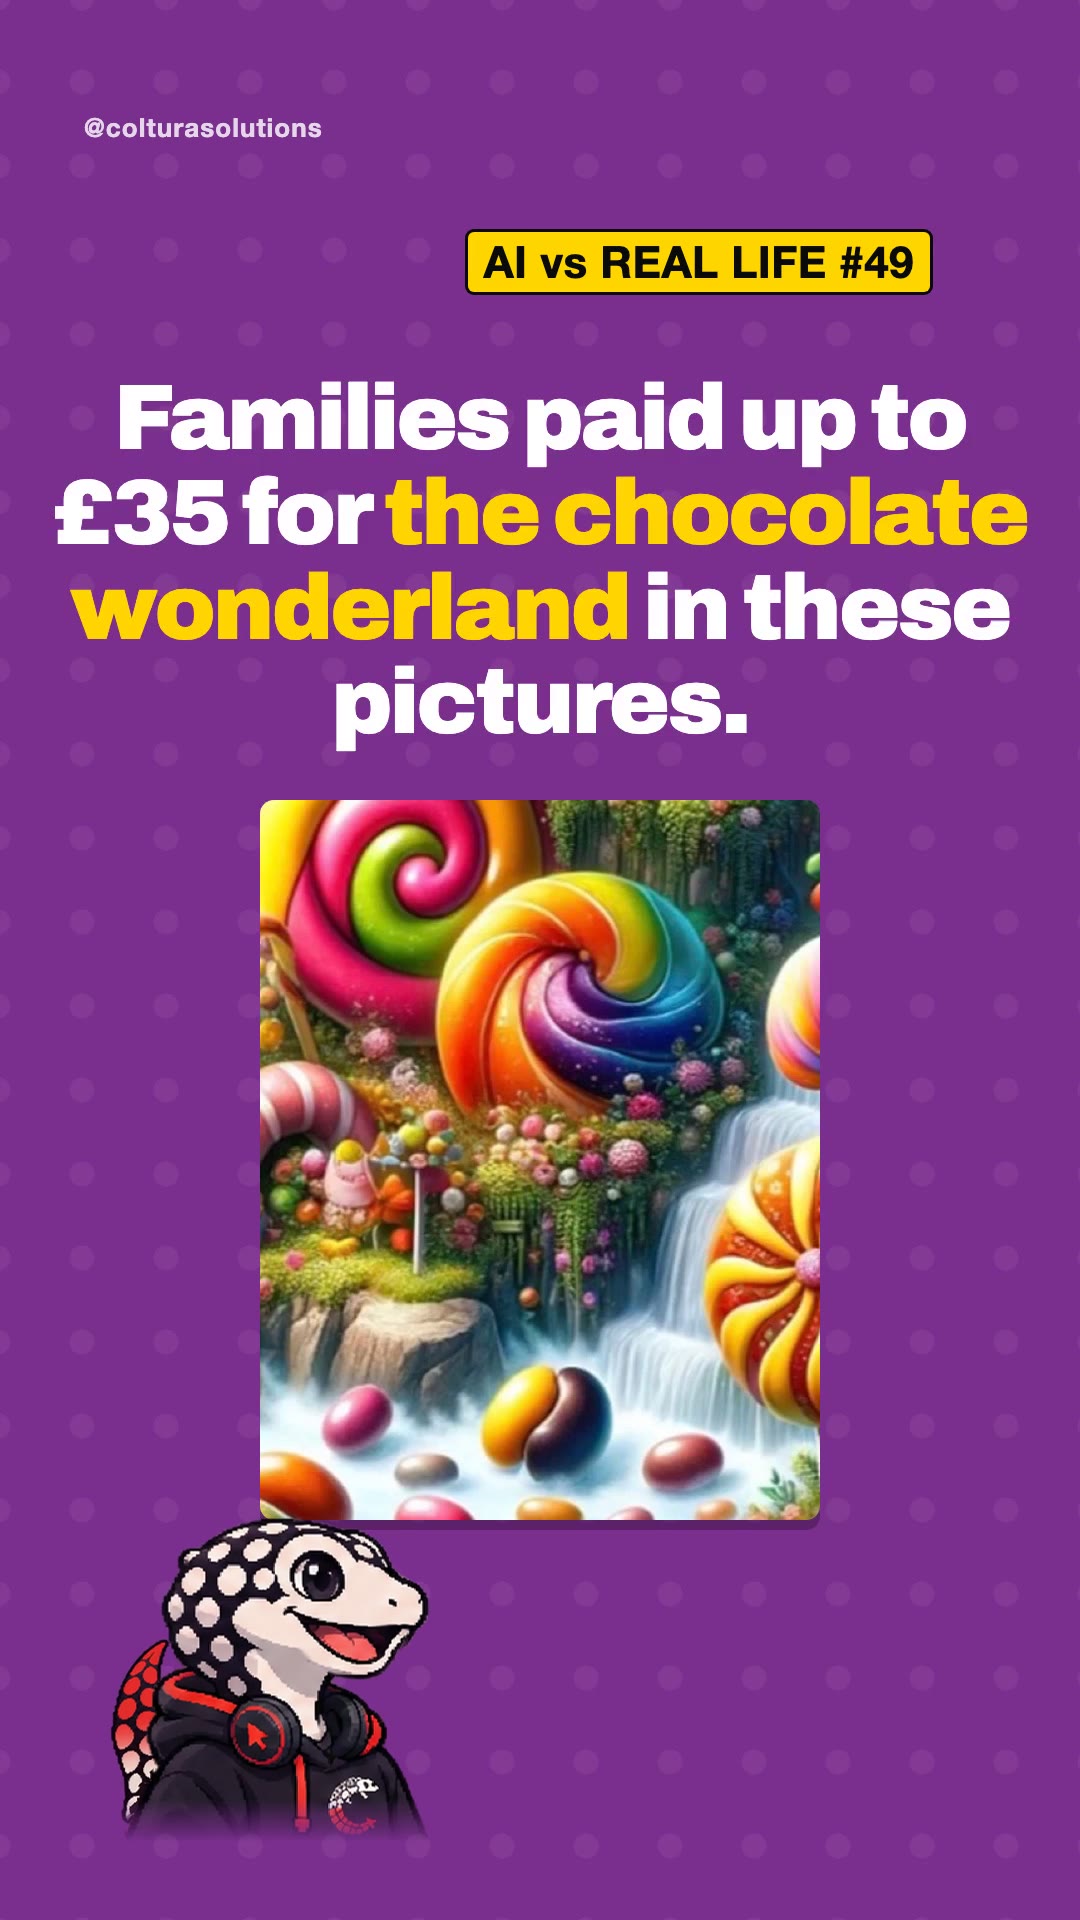 @colturasolutions
AI vs REAL LIFE #49
Families paid up to
£35 for the chocolate
wonderland in these
pictures.